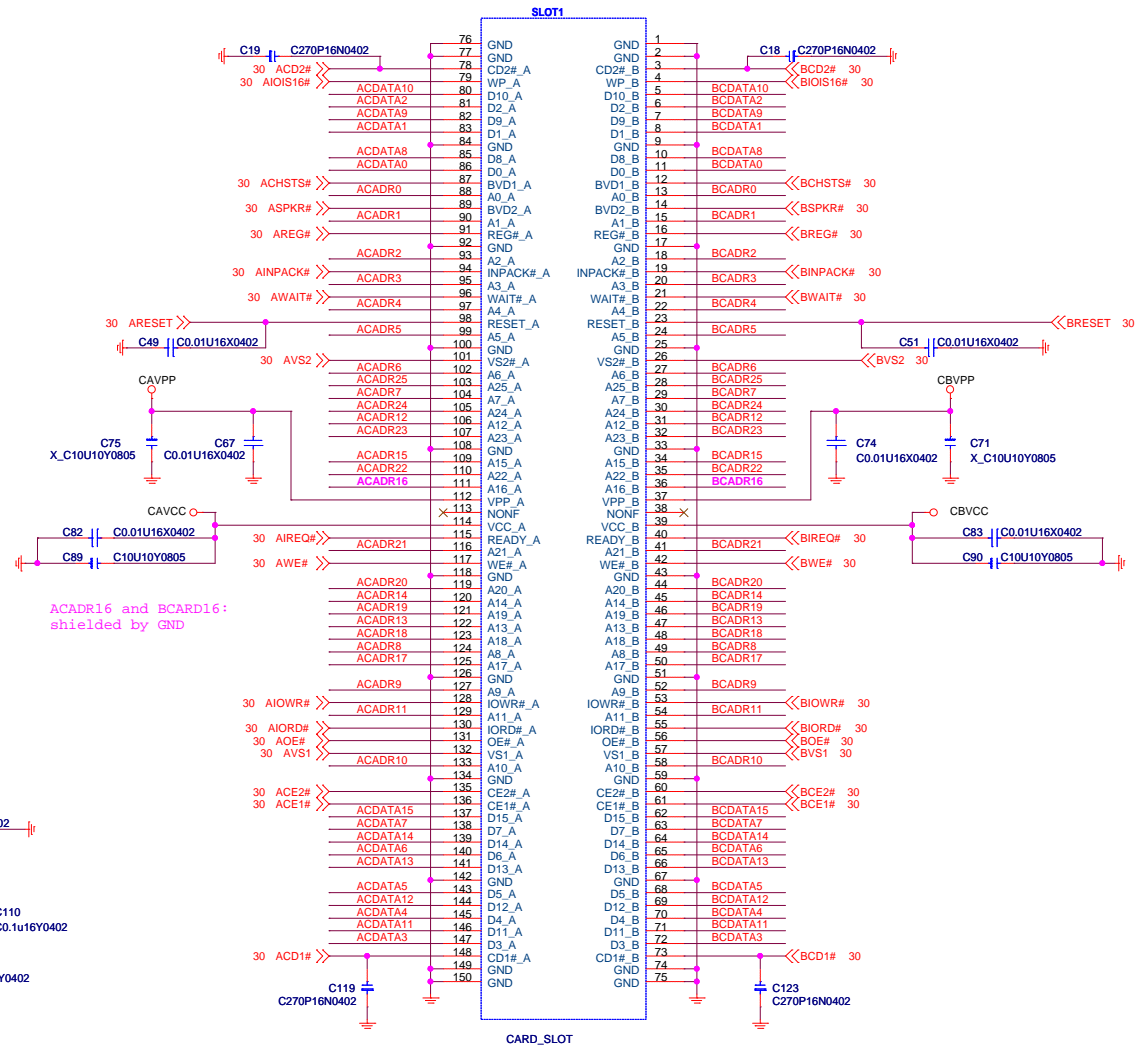 SLOT1
C19 C270P16N0402 76 GND GND 1 C18 C270P16N0402
77 GND GND 2
30 ACD2# 78 CD2#_A CD2#_B 3 BCD2# 30
30 AIOIS16# 79 WP_A WP_B 4 BIOIS16# 30
ACDATA10 80 D10_A D10_B 5 BCDATA10
ACDATA2 81 D2_A D2_B 6 BCDATA2
ACDATA9 82 D9_A D9_B 7 BCDATA9
ACDATA1 83 D1_A D1_B 8 BCDATA1
84 GND GND 9
ACDATA8 85 D8_A D8_B 10 BCDATA8
ACDATA0 86 D0_A D0_B 11 BCDATA0
30 ACHSTS# 87 BVD1_A BVD1_B 12 BCHSTS# 30
ACADR0 88 A0_A A0_B 13 BCADR0
30 ASPKR# 89 BVD2_A BVD2_B 14 BSPKR# 30
ACADR1 90 A1_A A1_B 15 BCADR1
30 AREG# 91 REG#_A REG#_B 16 BREG# 30
92 GND GND 17
ACADR2 93 A2_A A2_B 18 BCADR2
30 AINPACK# 94 INPACK#_A INPACK#_B 19 BINPACK# 30
ACADR3 95 A3_A A3_B 20 BCADR3
30 AWAIT# 96 WAIT#_A WAIT#_B 21 BWAIT# 30
ACADR4 97 A4_A A4_B 22 BCADR4
30 ARESET 98 RESET_A RESET_B 23 BRESET 30
ACADR5 99 A5_A A5_B 24 BCADR5
C49 C0.01U16X0402 100 GND GND 25 C51 C0.01U16X0402
30 AVS2 101 VS2#_A VS2#_B 26 BVS2 30
ACADR6 102 A6_A A6_B 27 BCADR6
CAVPP ACADR25 103 A25_A A25_B 28 BCADR25 CBVPP
ACADR7 104 A7_A A7_B 29 BCADR7
ACADR24 105 A24_A A24_B 30 BCADR24
ACADR12 106 A12_A A12_B 31 BCADR12
ACADR23 107 A23_A A23_B 32 BCADR23
C75 C67 108 GND GND 33 C74 C71
X_C10U10Y0805 C0.01U16X0402 ACADR15 109 A15_A A15_B 34 BCADR15 C0.01U16X0402 X_C10U10Y0805
ACADR22 110 A22_A A22_B 35 BCADR22
ACADR16 111 A16_A A16_B 36 BCADR16
112 VPP_A VPP_B 37
CAVCC 113 NONF NONF 38 CBVCC
114 VCC_A VCC_B 39
C82 C0.01U16X0402 30 AIREQ# 115 READY_A READY_B 40 BIREQ# 30 C83 C0.01U16X0402
ACADR21 116 A21_A A21_B 41 BCADR21
C89 C10U10Y0805 30 AWE# 117 WE#_A WE#_B 42 BWE# 30 C90 C10U10Y0805
118 GND GND 43
ACADR20 119 A20_A A20_B 44 BCADR20
ACADR14 120 A14_A A14_B 45 BCADR14
ACADR16 and BCARD16:
shielded by GND
ACADR19 121 A19_A A19_B 46 BCADR19
ACADR13 122 A13_A A13_B 47 BCADR13
ACADR18 123 A18_A A18_B 48 BCADR18
ACADR8 124 A8_A A8_B 49 BCADR8
ACADR17 125 A17_A A17_B 50 BCADR17
126 GND GND 51
ACADR9 127 A9_A A9_B 52 BCADR9
30 AIOWR# 128 IOWR#_A IOWR#_B 53 BIOWR# 30
ACADR11 129 A11_A A11_B 54 BCADR11
30 AIORD# 130 IORD#_A IORD#_B 55 BIORD# 30
30 AOE# 131 OE#_A OE#_B 56 BOE# 30
30 AVS1 132 VS1_A VS1_B 57 BVS1 30
ACADR10 133 A10_A A10_B 58 BCADR10
134 GND GND 59
30 ACE2# 135 CE2#_A CE2#_B 60 BCE2# 30
30 ACE1# 136 CE1#_A CE1#_B 61 BCE1# 30
ACDATA15 137 D15_A D15_B 62 BCDATA15
02 ACDATA7 138 D7_A D7_B 63 BCDATA7
ACDATA14 139 D14_A D14_B 64 BCDATA14
ACDATA6 140 D6_A D6_B 65 BCDATA6
ACDATA13 141 D13_A D13_B 66 BCDATA13
142 GND GND 67
ACDATA5 143 D5_A D5_B 68 BCDATA5
ACDATA12 144 D12_A D12_B 69 BCDATA12
C110 ACDATA4 145 D4_A D4_B 70 BCDATA4
C0.1u16Y0402 ACDATA11 146 D11_A D11_B 71 BCDATA11
ACDATA3 147 D3_A D3_B 72 BCDATA3
30 ACD1# 148 CD1#_A CD1#_B 73 BCD1# 30
149 GND GND 74
Y0402 150 GND GND 75
C119 C123
C270P16N0402 C270P16N0402
CARD_SLOT